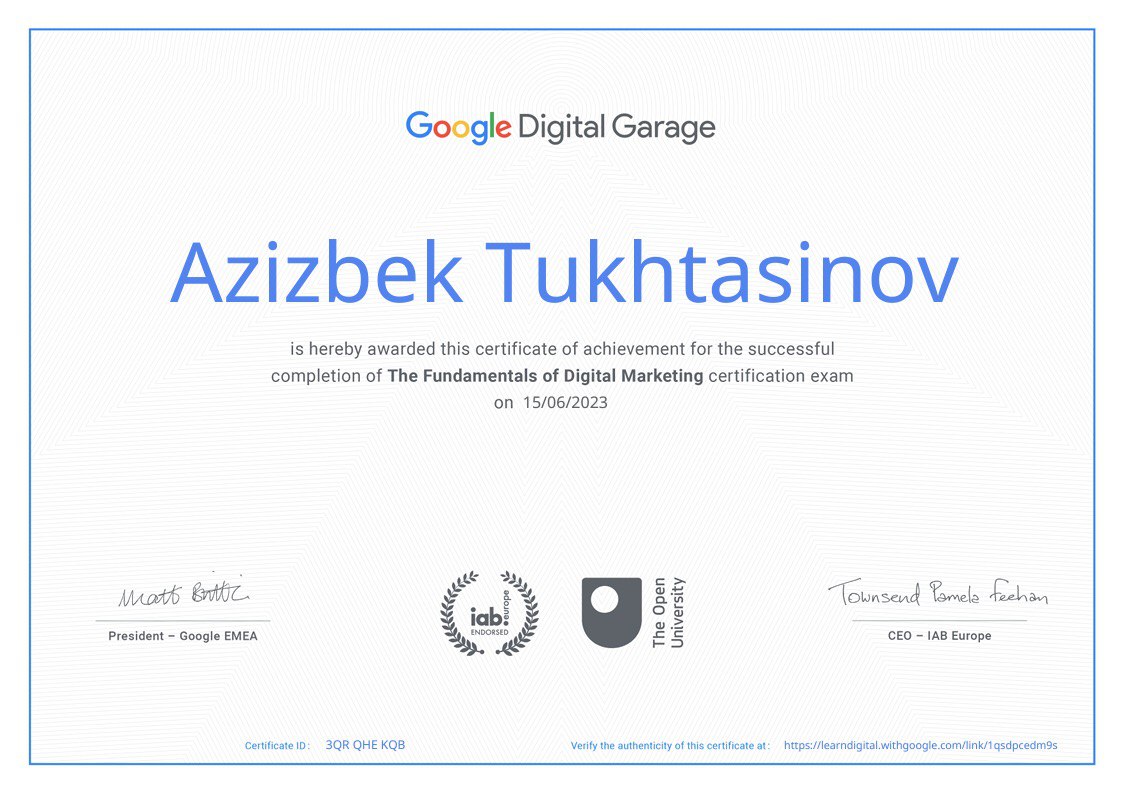 Google Digital Garage
Azizbek Tukhtasinov
is hereby awarded this certificate of achievement for the successful
completion of The Fundamentals of Digital Marketing certification exam
on 15/06/2023
Matt Brittin
Townsend Pamela Feehan
iab.europe
ENDORSED
The Open
University
President – Google EMEA
CEO – IAB Europe
Certificate ID : 3QR QHE KQB
Verify the authenticity of this certificate at : https://learndigital.withgoogle.com/link/1qsdpcedm9s